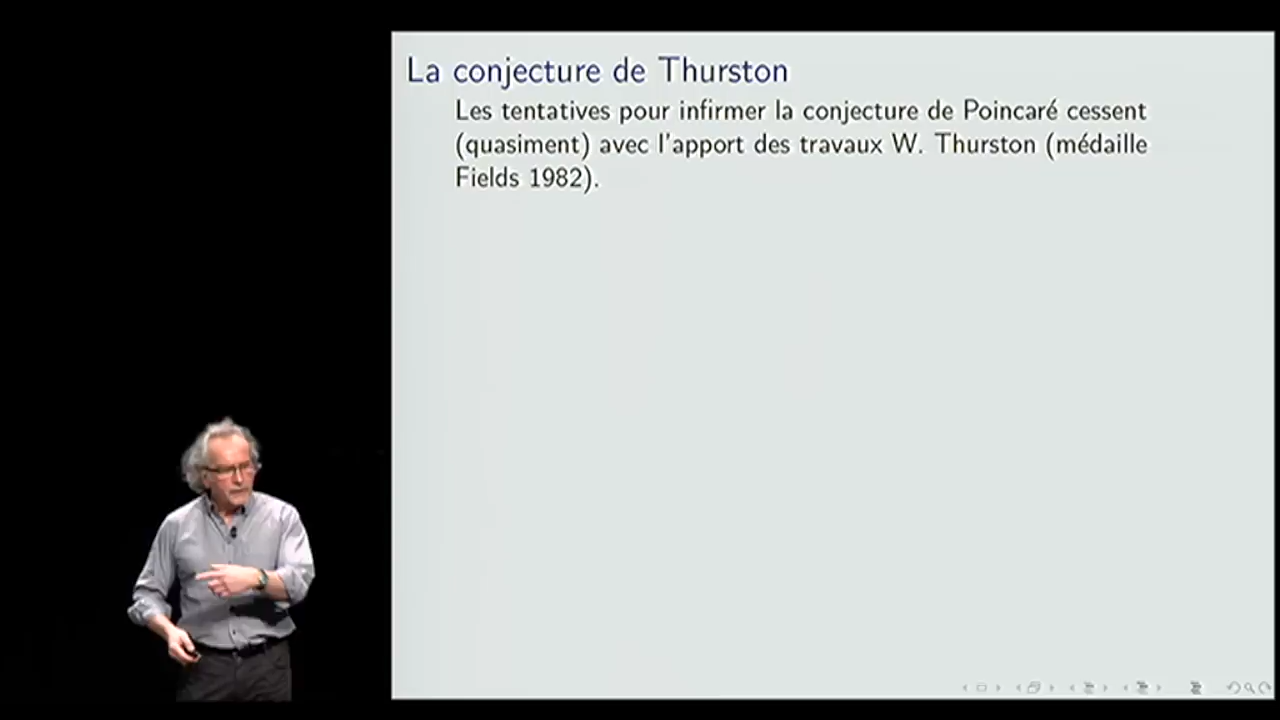 La conjecture de Thurston
Les tentatives pour infirmer la conjecture de Poincaré cessent
(quasiment) avec l'apport des travaux W. Thurston (médaille
Fields 1982).